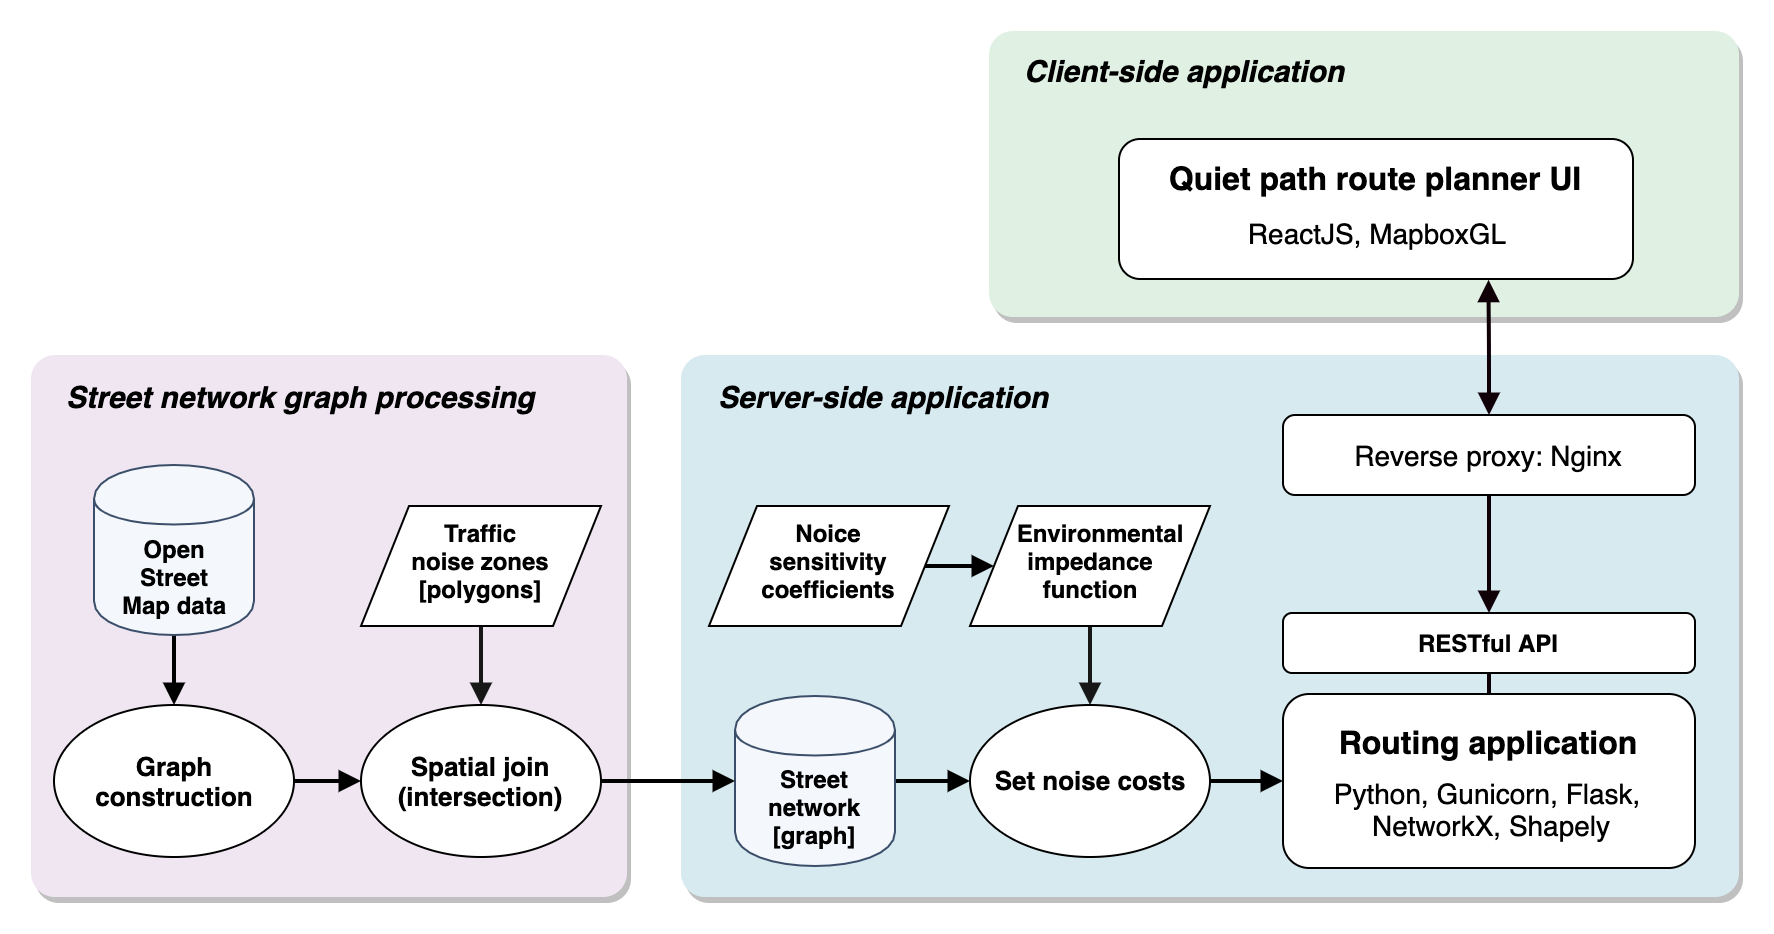 Client-side application
Quiet path route planner UI
ReactJS, MapboxGL
Street network graph processing
Open
Street
Map data
Traffic
noise zones
[polygons]
Graph
construction
Spatial join
(intersection)
Server-side application
Noice
sensitivity
coefficients
Environmental
impedance
function
Street
network
[graph]
Set noise costs
Reverse proxy: Nginx
RESTful API
Routing application
Python, Gunicorn, Flask,
NetworkX, Shapely